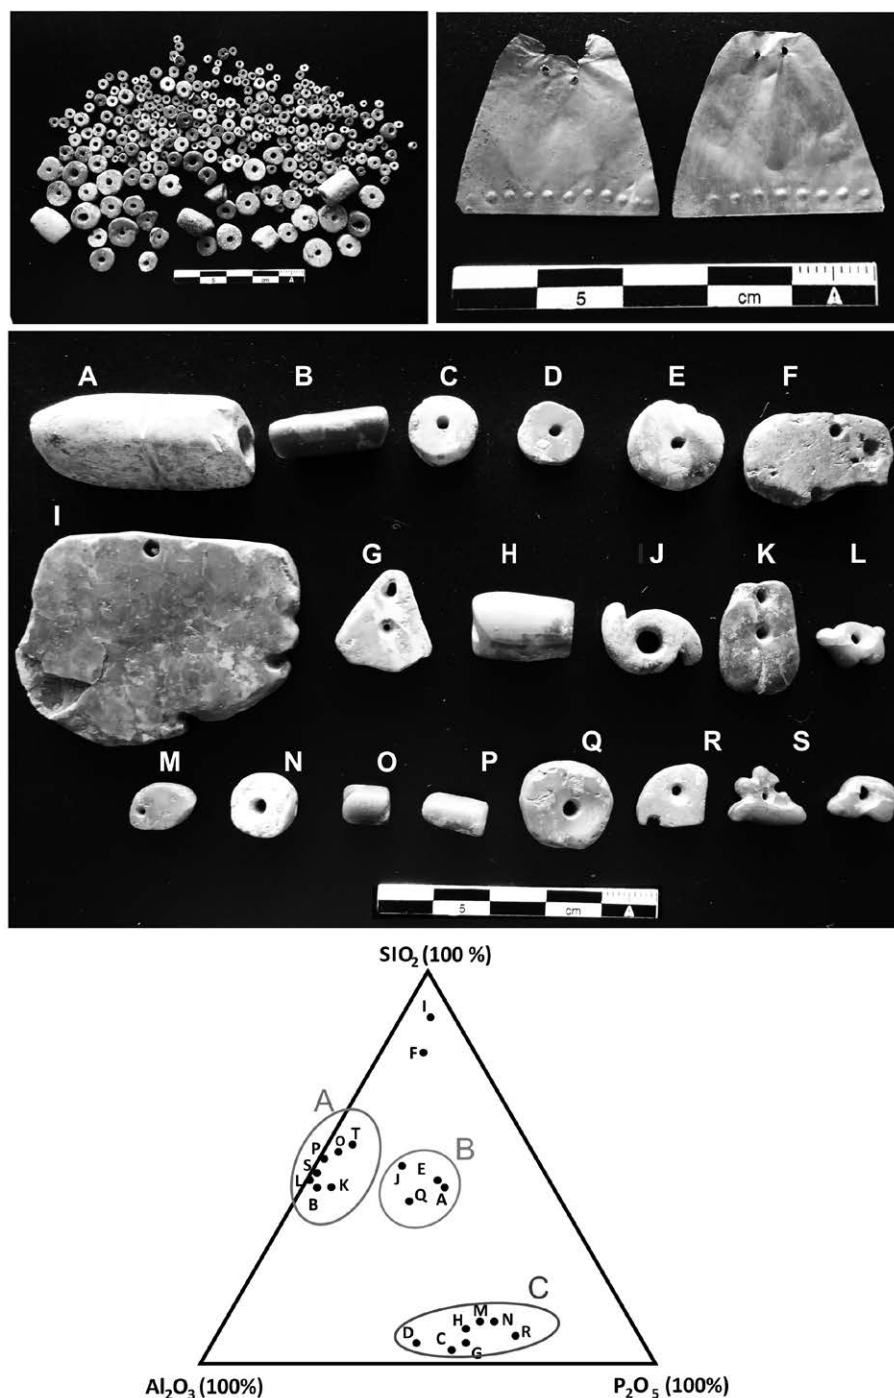 5 cm A
5 cm
A B C D E F
I
G H J K L
M N O P Q R S
5 cm
SIO₂ (100 %)
I
F
A
T
O
P
B
S
J E
L
K
B
Q A
C
M
H N
D R
C
G
Al₂O₃ (100%) P₂O₅ (100%)